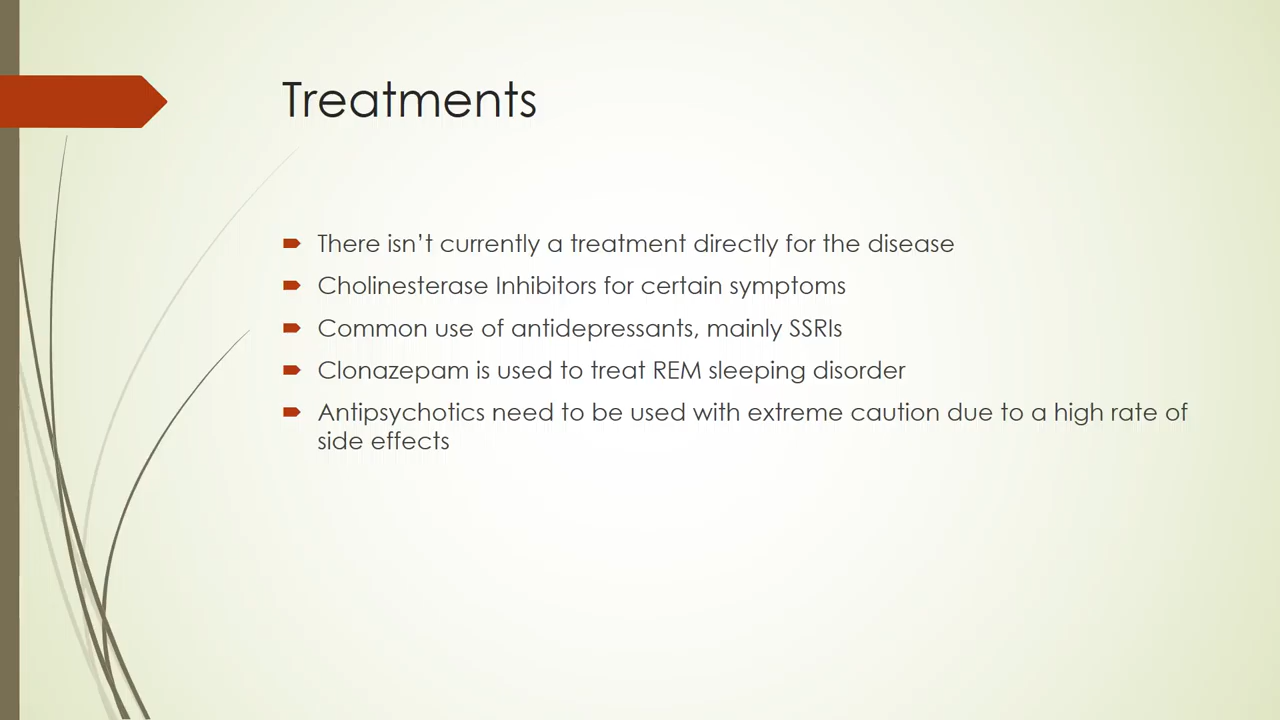 Treatments
There isn’t currently a treatment directly for the disease
Cholinesterase Inhibitors for certain symptoms
Common use of antidepressants, mainly SSRIs
Clonazepam is used to treat REM sleeping disorder
Antipsychotics need to be used with extreme caution due to a high rate of
side effects